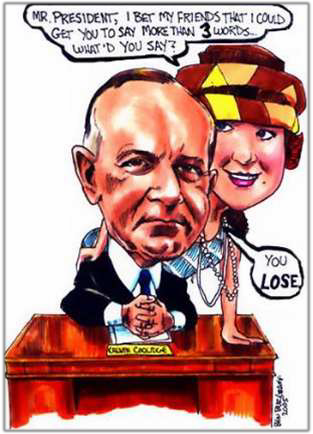 MR. PRESIDENT, I BET MY FRIENDS THAT I COULD
GET YOU TO SAY MORE THAN 3 WORDS...
WHAT'D YOU SAY?
YOU
LOSE.
CALVIN COOLIDGE
2005